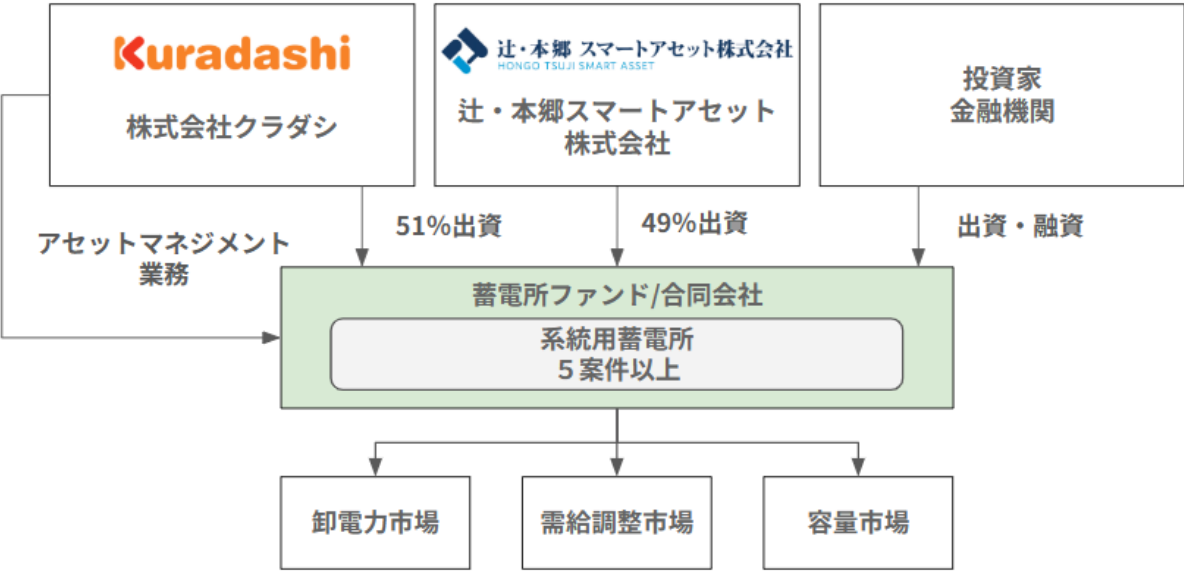 Kuradashi
株式会社クラダシ
辻・本郷 スマートアセット株式会社
HONGO TSUJI SMART ASSET
辻・本郷スマートアセット
株式会社
投資家
金融機関
アセットマネジメント
業務
51%出資
49%出資
出資・融資
蓄電所ファンド/合同会社
系統用蓄電所
５案件以上
卸電力市場
需給調整市場
容量市場